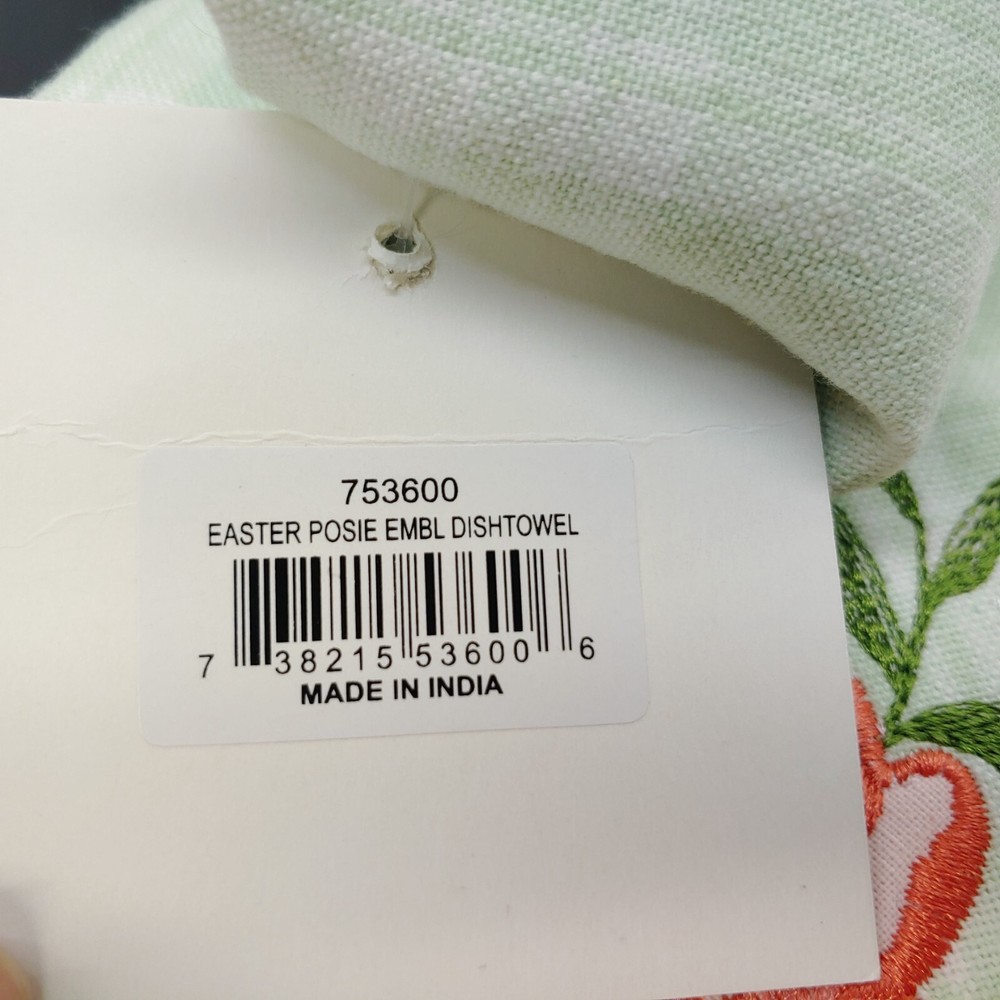 753600
EASTER POSIE EMBL DISHTOWEL
7 38215 53600 6
MADE IN INDIA